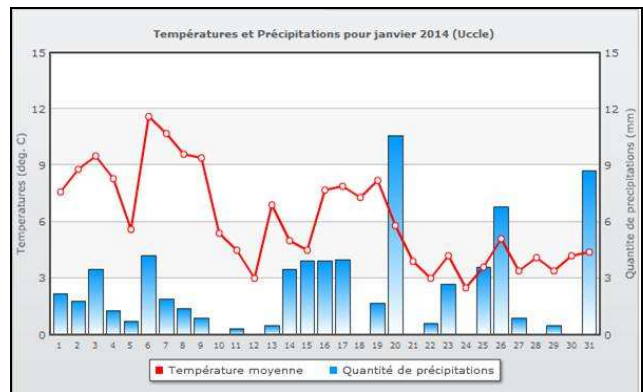 Températures et Précipitations pour janvier 2014 (Uccle)
Temperatures (deg. C)
15
12
9
6
3
0
15
12
9
6
3
0
Quantite de precipitations (mm)
1 2 3 4 5 6 7 8 9 10 11 12 13 14 15 16 17 18 19 20 21 22 23 24 25 26 27 28 29 30 31
Température moyenne Quantité de précipitations